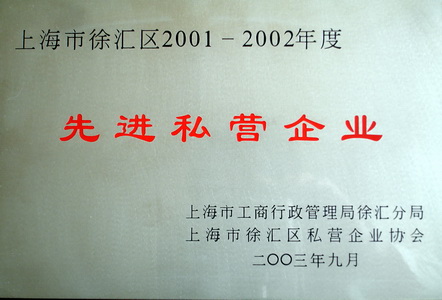 上海市徐汇区2001－2002年度
先进私营企业
上海市工商行政管理局徐汇分局
上海市徐汇区私营企业协会
二〇〇三年九月